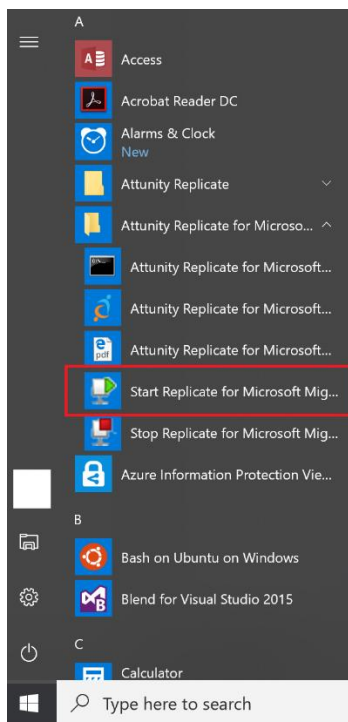 A
Access
Acrobat Reader DC
Alarms & Clock
New
Attunity Replicate
Attunity Replicate for Microso...
Attunity Replicate for Microsoft...
Attunity Replicate for Microsoft...
pdf
Attunity Replicate for Microsoft...
Start Replicate for Microsoft Mig...
Stop Replicate for Microsoft Mig...
Azure Information Protection Vie...
B
Bash on Ubuntu on Windows
Blend for Visual Studio 2015
C
Calculator
Type here to search